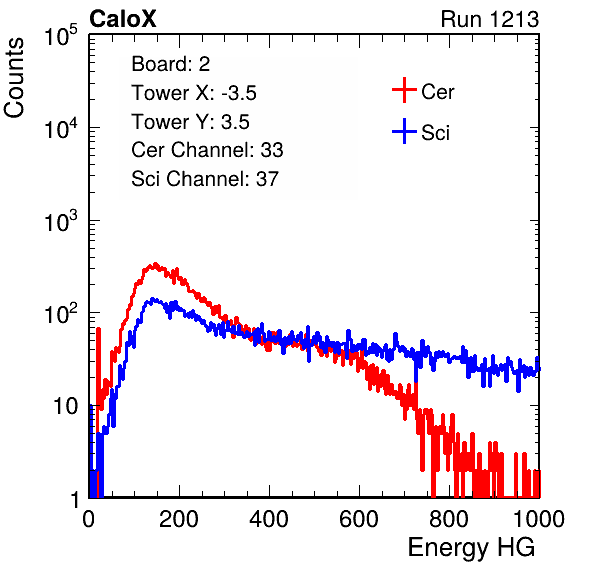 CaloX Run 1213
Counts
10^5
10^4
10^3
10^2
10
1
Board: 2
Tower X: -3.5
Tower Y: 3.5
Cer Channel: 33
Sci Channel: 37
Cer
Sci
0 200 400 600 800 1000
Energy HG